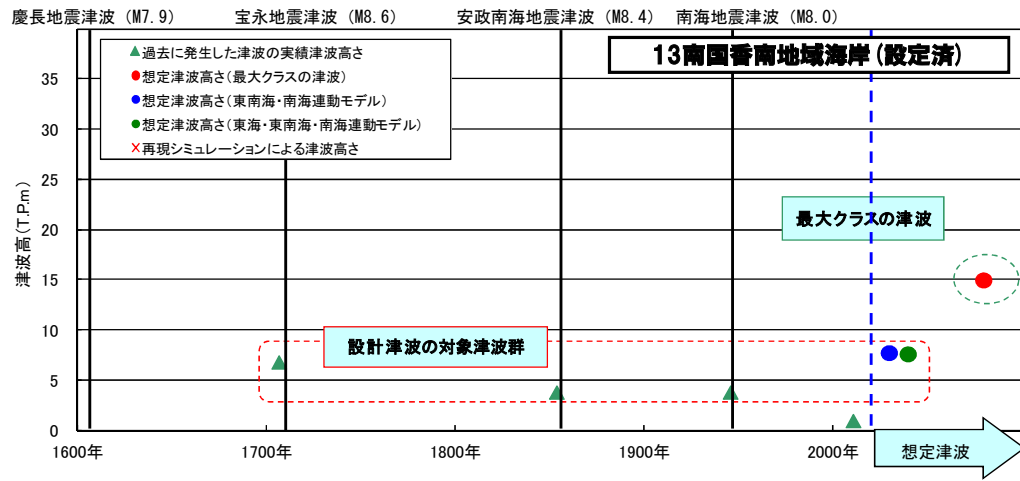 慶長地震津波（M7.9）
宝永地震津波（M8.6）
安政南海地震津波（M8.4）
南海地震津波（M8.0）
13南国香南地域海岸(設定済)
過去に発生した津波の実績津波高さ
想定津波高さ(最大クラスの津波)
想定津波高さ(東南海・南海連動モデル)
想定津波高さ(東海・東南海・南海連動モデル)
再現シミュレーションによる津波高さ
津波高(T.P.m)
35
30
25
20
15
10
5
0
最大クラスの津波
設計津波の対象津波群
1600年
1700年
1800年
1900年
2000年
想定津波